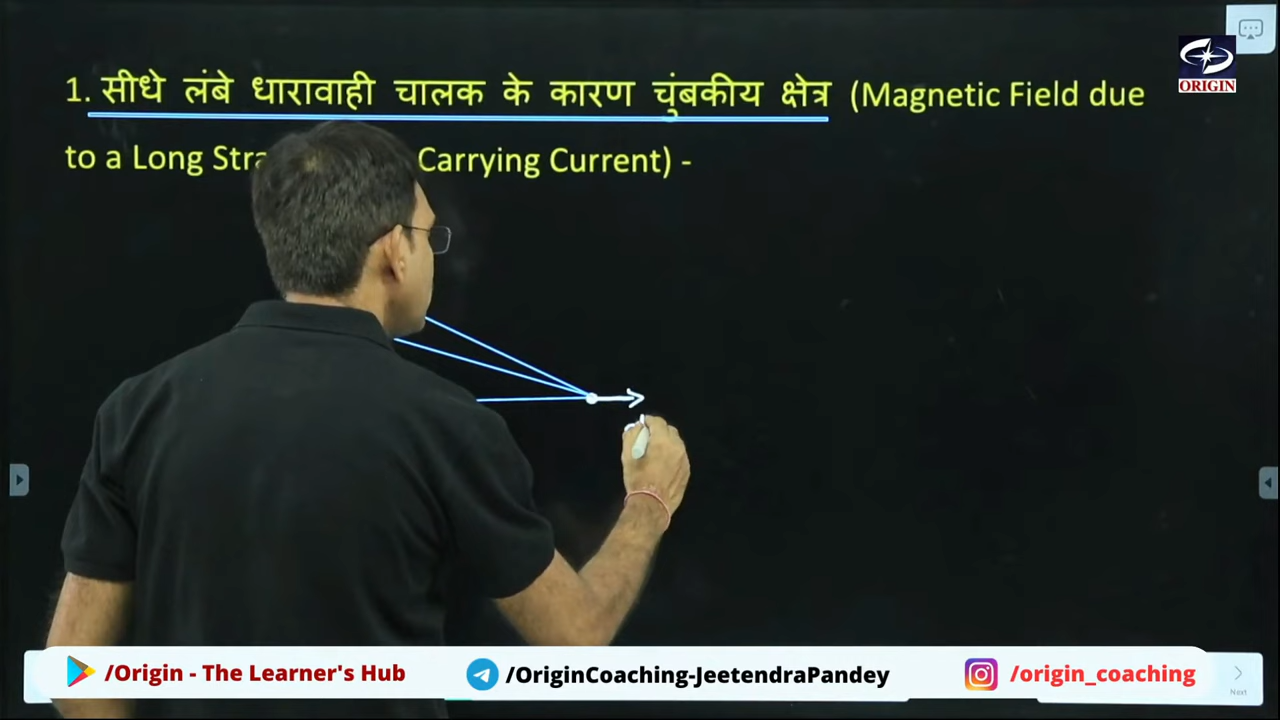 1. सीधे लंबे धारावाही चालक के कारण चुंबकीय क्षेत्र (Magnetic Field due
to a Long Carrying Current) -
ORIGIN
/Origin - The Learner's Hub
/OriginCoaching-JeetendraPandey
/origin_coaching
Next